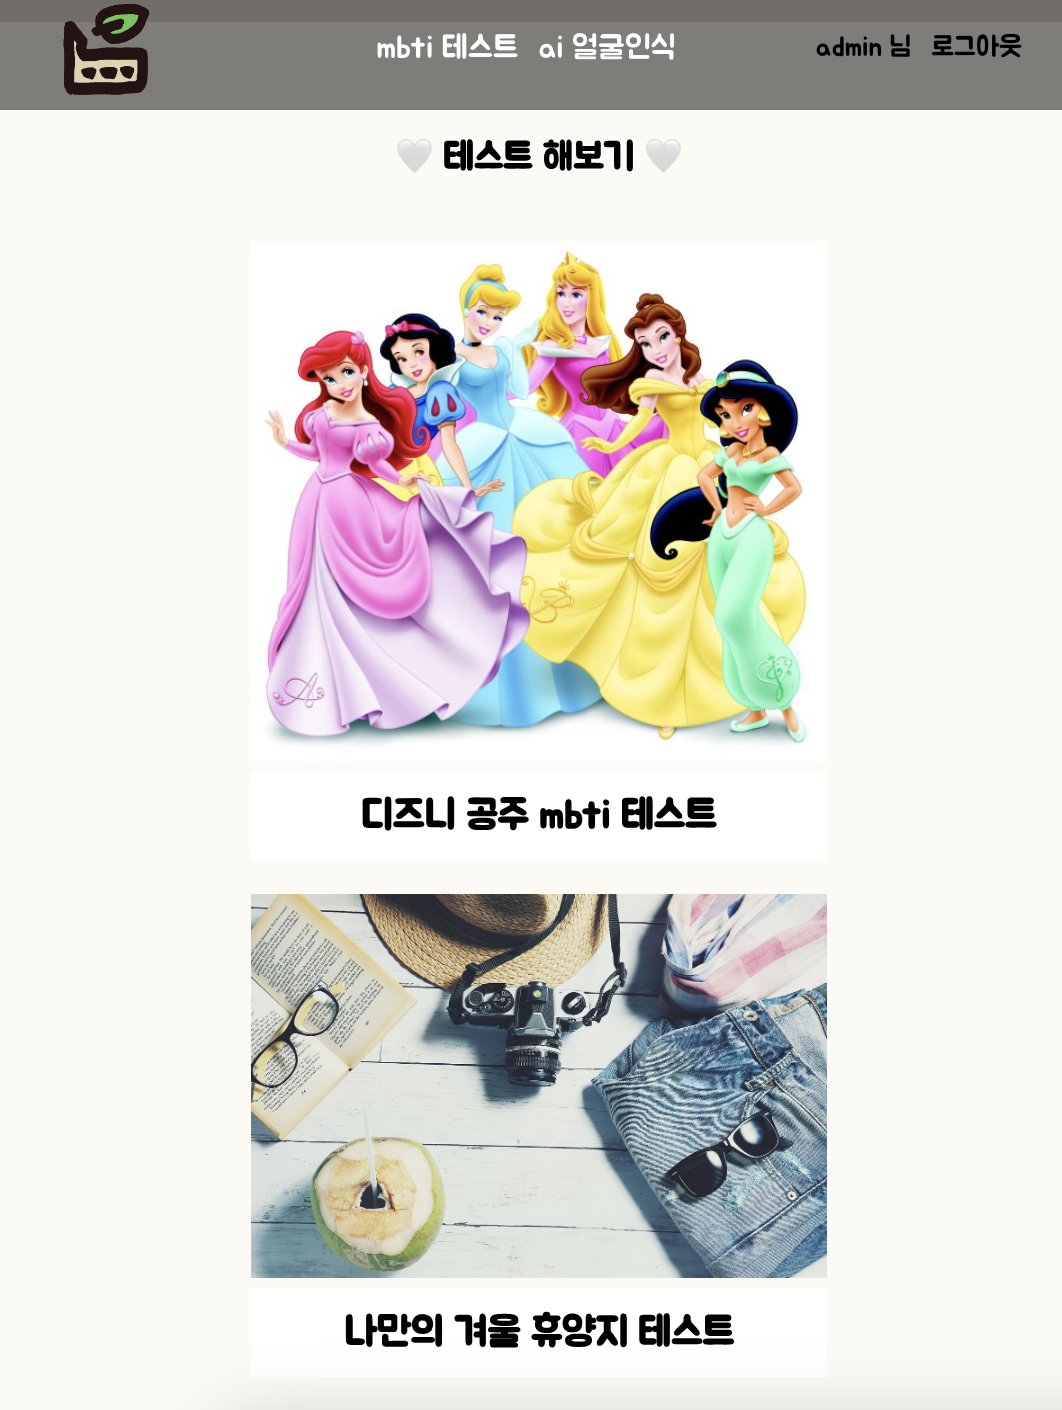 mbti 테스트 ai 얼굴인식 admin 님 로그아웃
🤍 테스트 해보기 🤍
디즈니 공주 mbti 테스트
나만의 겨울 휴양지 테스트